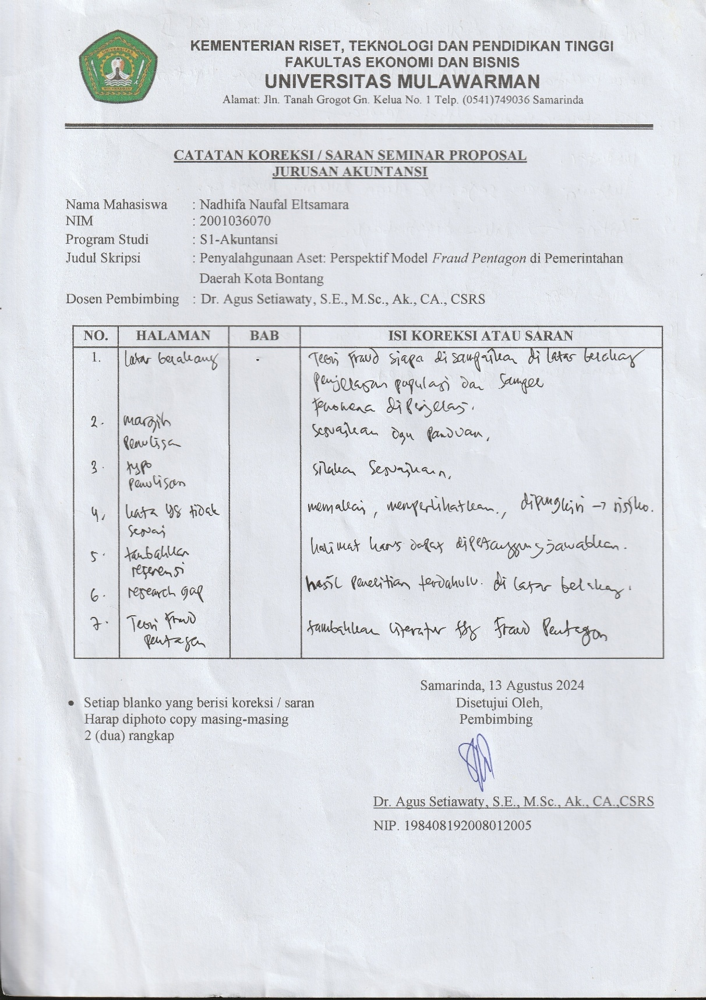 UNIVERSITAS
MULAWARMAN
KEMENTERIAN RISET, TEKNOLOGI DAN PENDIDIKAN TINGGI
FAKULTAS EKONOMI DAN BISNIS
UNIVERSITAS MULAWARMAN
Alamat: Jln. Tanah Grogot Gn. Kelua No. 1 Telp. (0541)749036 Samarinda
CATATAN KOREKSI / SARAN SEMINAR PROPOSAL
JURUSAN AKUNTANSI
Nama Mahasiswa : Nadhifa Naufal Eltsamara
NIM : 2001036070
Program Studi : S1-Akuntansi
Judul Skripsi : Penyalahgunaan Aset: Perspektif Model Fraud Pentagon di Pemerintahan
Daerah Kota Bontang
Dosen Pembimbing : Dr. Agus Setiawaty, S.E., M.Sc., Ak., CA., CSRS
NO. HALAMAN BAB ISI KOREKSI ATAU SARAN
1. latar belakang - Teori Fraud siapa disampaikan di latar belakang
penjelasan populasi dan sampel
fenomena diperjelas.
2. margin sesuaikan dgn panduan.
penulisan
3. typo silakan sesuaikan.
penulisan
4. kata yg tidak memakai, memperlihatkan., dipungkiri → risiko.
sesuai
5. tambahkan kalimat harus dapat dipertanggungjawabkan.
referensi
6. research gap hasil penelitian terdahulu. di latar belakang.
7. Teori Fraud tambahkan literatur ttg Fraud Pentagon
pentagon
Samarinda, 13 Agustus 2024
• Setiap blanko yang berisi koreksi / saran Disetujui Oleh,
Harap diphoto copy masing-masing Pembimbing
2 (dua) rangkap
Dr. Agus Setiawaty, S.E., M.Sc., Ak., CA.,CSRS
NIP. 198408192008012005